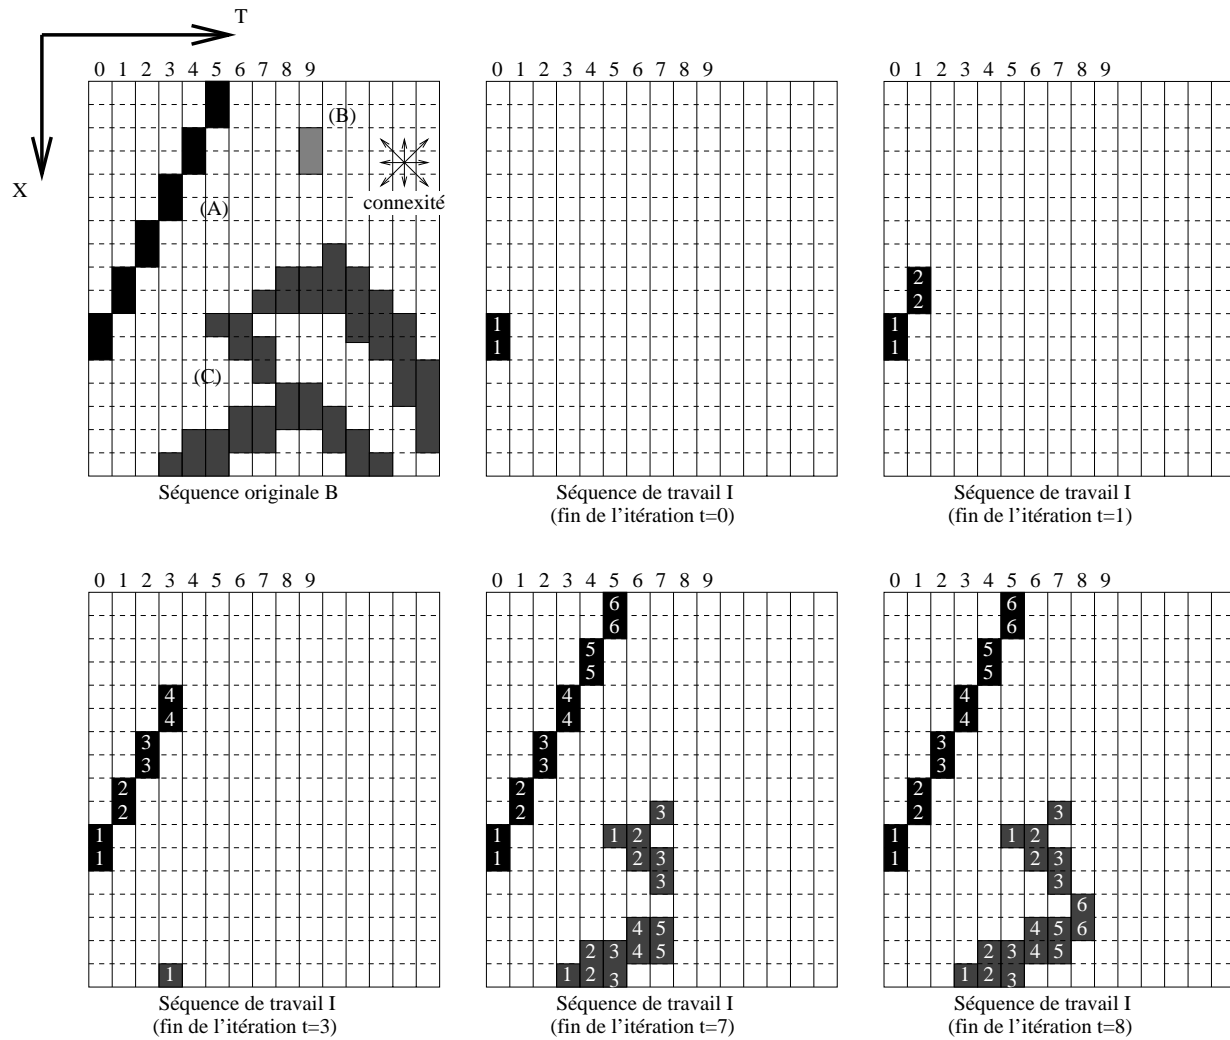 T
X
0 1 2 3 4 5 6 7 8 9
(B)
connexité
(A)
(C)
Séquence originale B
0 1 2 3 4 5 6 7 8 9
1
1
Séquence de travail I
(fin de l'itération t=0)
0 1 2 3 4 5 6 7 8 9
2
2
1
1
Séquence de travail I
(fin de l'itération t=1)
0 1 2 3 4 5 6 7 8 9
4
4
3
3
2
2
1
1
1
Séquence de travail I
(fin de l'itération t=3)
0 1 2 3 4 5 6 7 8 9
6
6
5
5
4
4
3
3
2
2 3
1 1 2
1 2 3
3
4 5
2 3 4 5
1 2 3
Séquence de travail I
(fin de l'itération t=7)
0 1 2 3 4 5 6 7 8 9
6
6
5
5
4
4
3
3
2
2 3
1 1 2
1 2 3
3
6
4 5 6
2 3 4 5
1 2 3
Séquence de travail I
(fin de l'itération t=8)